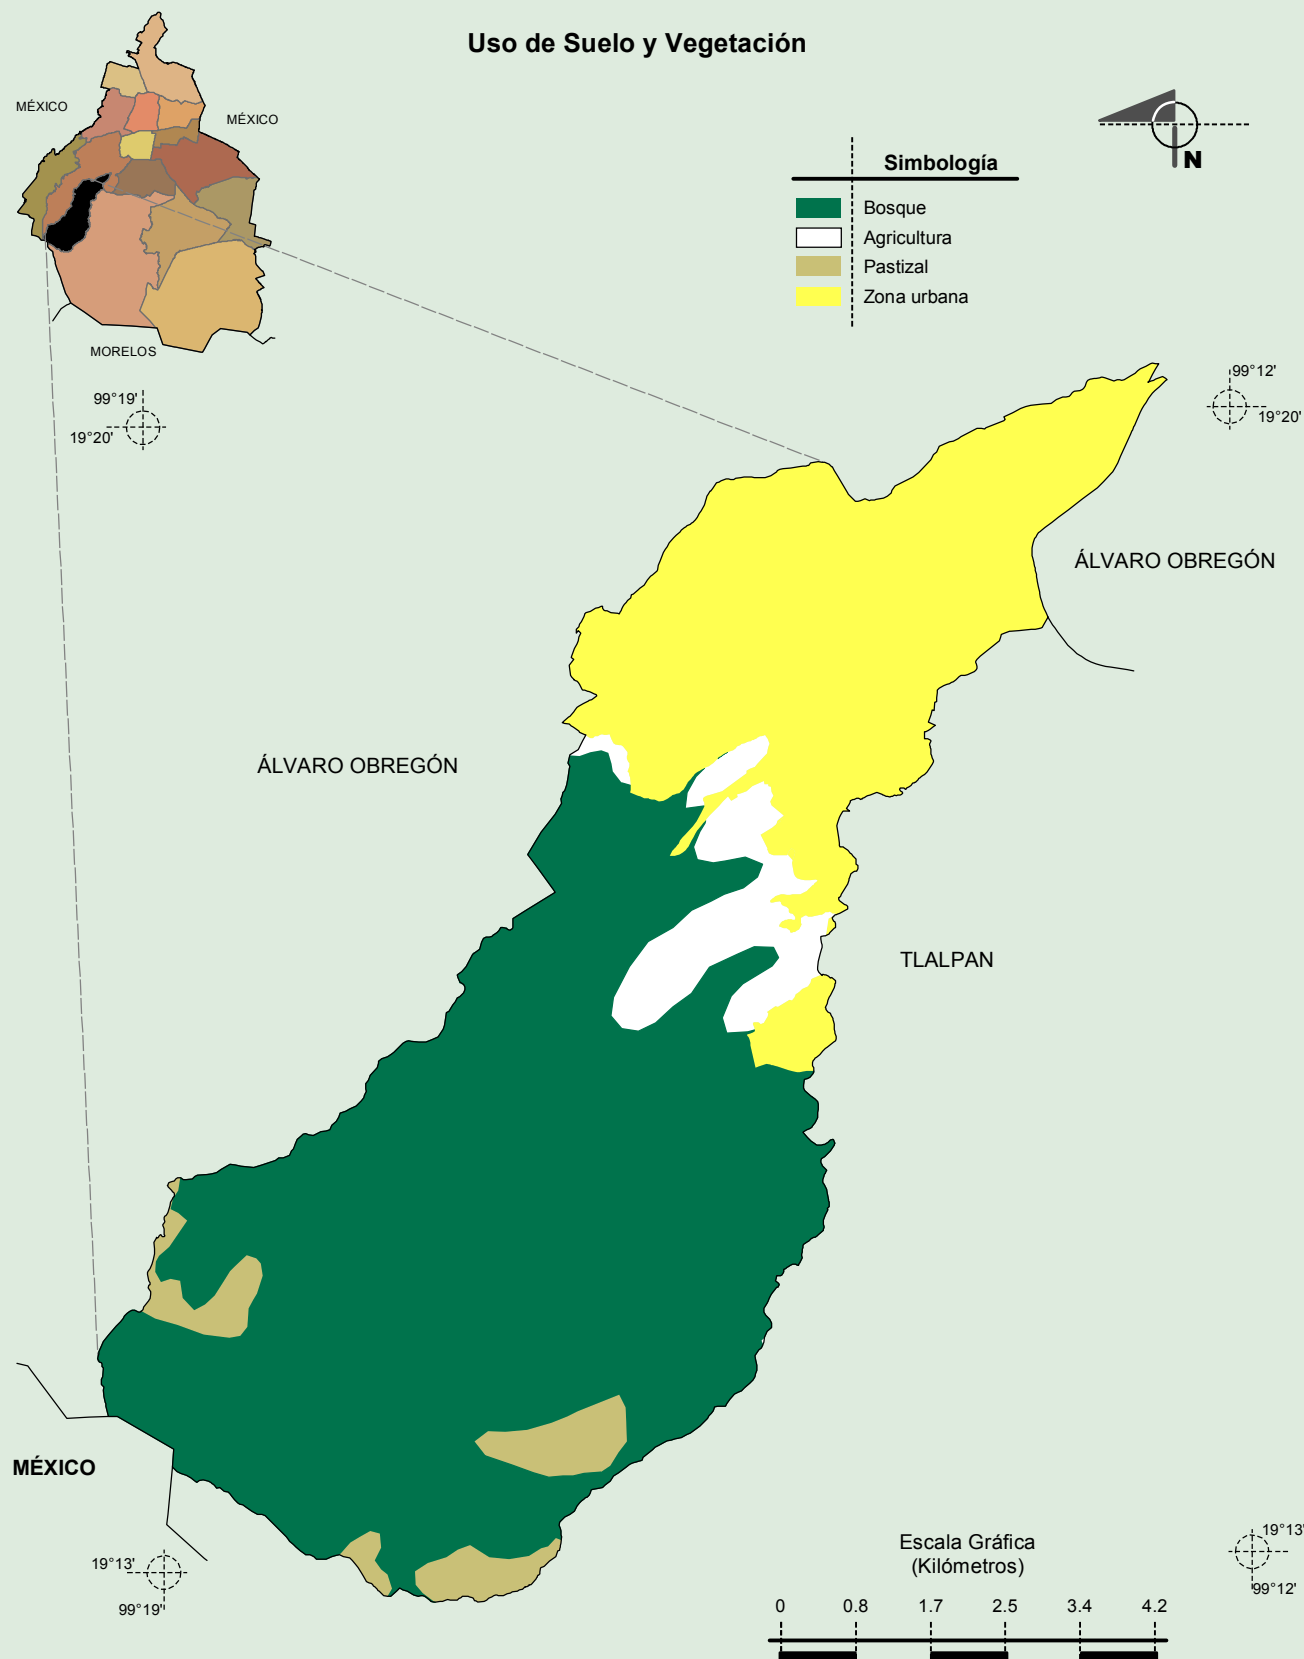 Uso de Suelo y Vegetación
MÉXICO
MÉXICO
MORELOS
N
Simbología
Bosque
Agricultura
Pastizal
Zona urbana
99°19'
19°20'
99°12'
19°20'
ÁLVARO OBREGÓN
ÁLVARO OBREGÓN
TLALPAN
MÉXICO
19°13'
99°19'
19°13'
99°12'
Escala Gráfica
(Kilómetros)
0 0.8 1.7 2.5 3.4 4.2